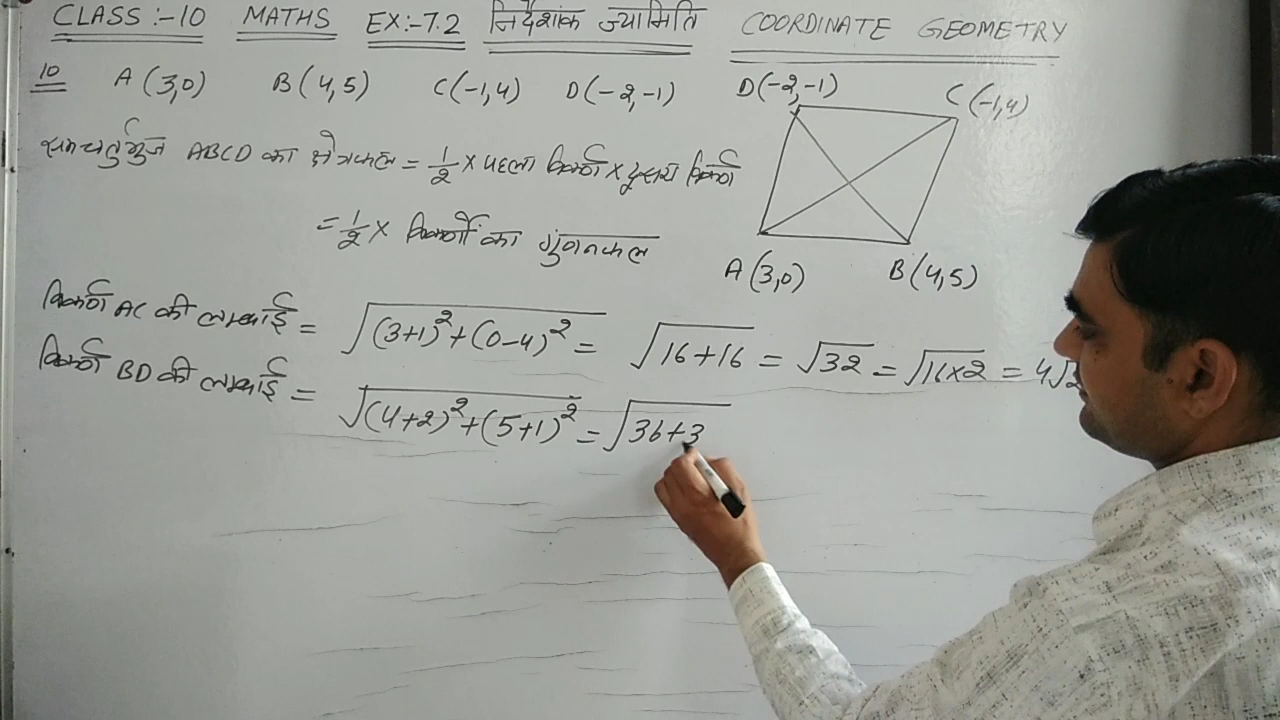 CLASS :- 10 MATHS EX:- 7.2 निर्देशांक ज्यामिति COORDINATE GEOMETRY
10 A (3,0) B (4,5) C(-1,4) D(-2,-1)
D(-2,-1) C(-1,4)
समचर्तुभुज ABCD का क्षेत्रफल = 1/2 × पहला विकर्ण × दूसरा विकर्ण
= 1/2 × विकर्णों का गुणनफल
A (3,0) B (4,5)
विकर्ण AC की लम्बाई = √(3+1)²+(0-4)² = √16+16 = √32 = √16×2 = 4√2
विकर्ण BD की लम्बाई = √(4+2)²+(5+1)² = √36+3